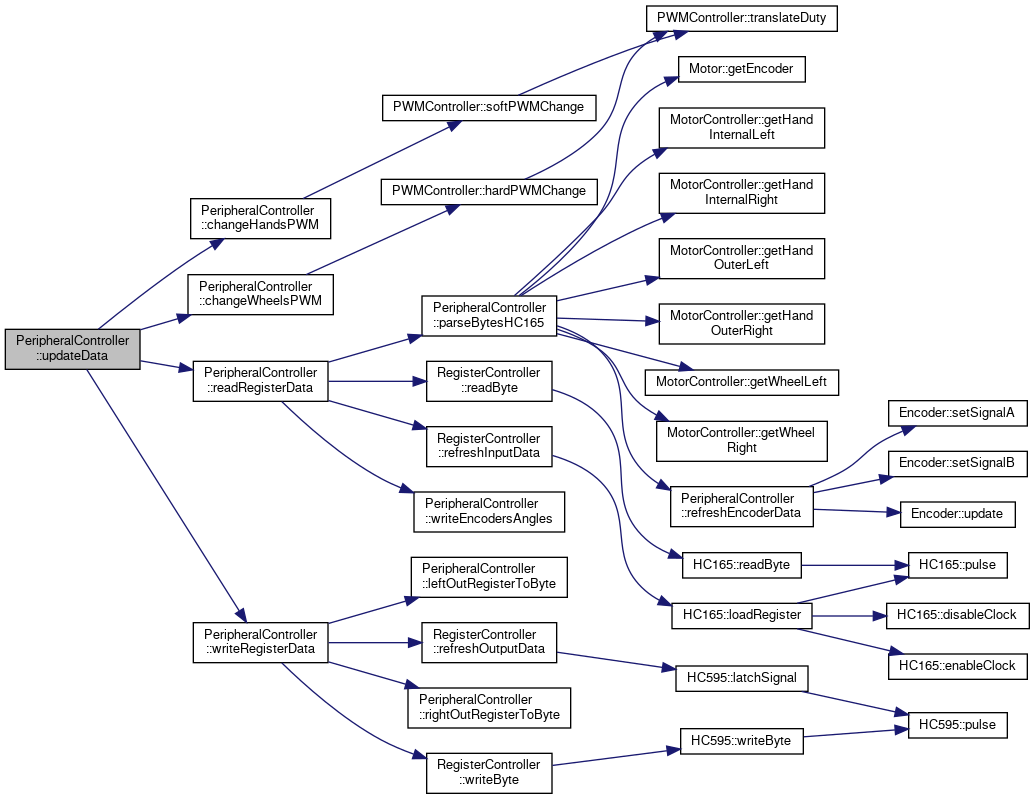 PeripheralController
::updateData
PeripheralController
::changeHandsPWM
PeripheralController
::changeWheelsPWM
PeripheralController
::readRegisterData
PeripheralController
::writeRegisterData
PWMController::softPWMChange
PWMController::hardPWMChange
PeripheralController
::parseBytesHC165
RegisterController
::readByte
RegisterController
::refreshInputData
PeripheralController
::writeEncodersAngles
PeripheralController
::leftOutRegisterToByte
RegisterController
::refreshOutputData
PeripheralController
::rightOutRegisterToByte
RegisterController
::writeByte
PWMController::translateDuty
Motor::getEncoder
MotorController::getHand
InternalLeft
MotorController::getHand
InternalRight
MotorController::getHand
OuterLeft
MotorController::getHand
OuterRight
MotorController::getWheelLeft
MotorController::getWheel
Right
PeripheralController
::refreshEncoderData
HC165::readByte
HC165::loadRegister
HC595::latchSignal
HC595::writeByte
Encoder::setSignalA
Encoder::setSignalB
Encoder::update
HC165::pulse
HC165::disableClock
HC165::enableClock
HC595::pulse